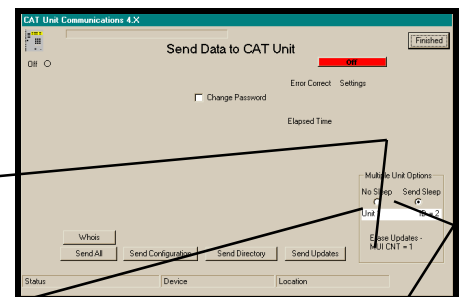 CAT Unit Communications 4.X
Finished
Send Data to CAT Unit
Off
Off
Error Correct Settings
Change Password
Elapsed Time
Multiple Unit Options
No Sleep Send Sleep
Unit ID = 2
Erase Updates -
MUI CNT = 1
Whois
Send All Send Configuration Send Directory Send Updates
Status Device Location